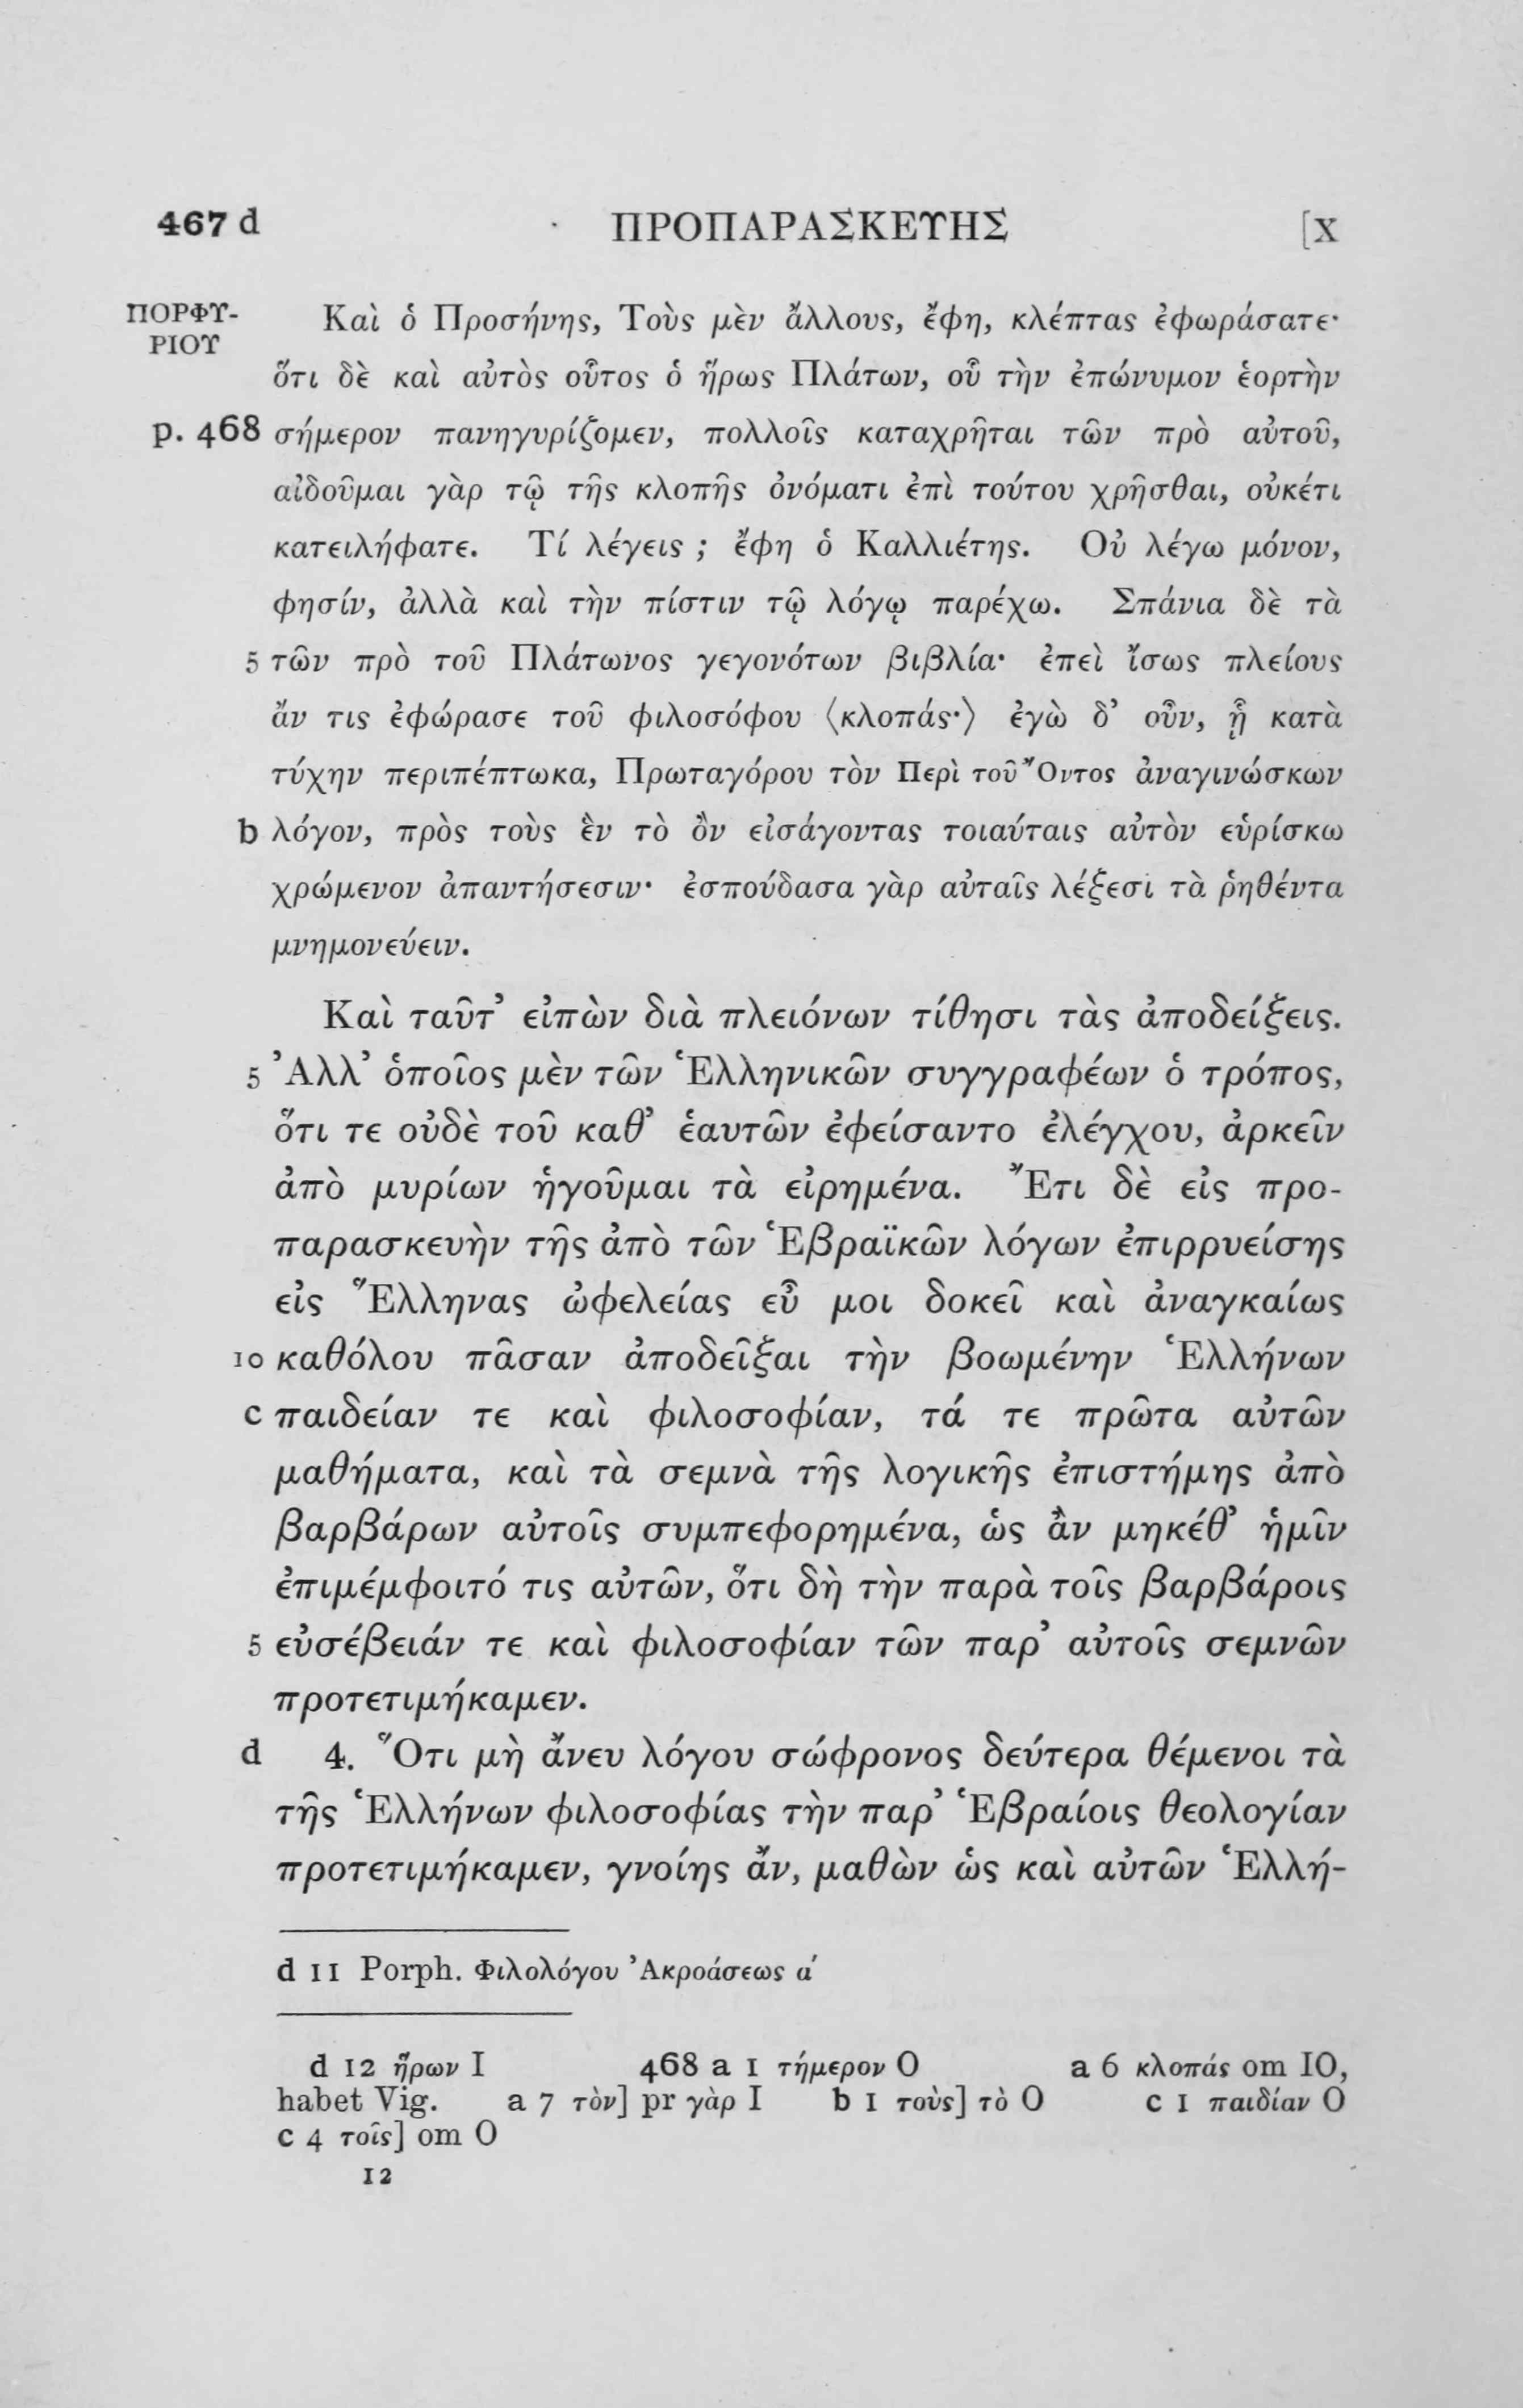 467 d ΠΡΟΠΑΡΑΣΚΕΥΗΣ [X
ΠΟΡΦΥ- Καὶ ὁ Προσήνης, Τοὺς μὲν ἄλλους, ἔφη, κλέπτας ἐφωράσατε·
ΡΙΟΥ
ὅτι δὲ καὶ αὐτὸς οὗτος ὁ ἥρως Πλάτων, οὗ τὴν ἐπώνυμον ἑορτὴν
p. 468 σήμερον πανηγυρίζομεν, πολλοῖς καταχρῆται τῶν πρὸ αὐτοῦ,
αἰδοῦμαι γὰρ τῷ τῆς κλοπῆς ὀνόματι ἐπὶ τούτου χρῆσθαι, οὐκέτι
κατειλήφατε. Τί λέγεις ; ἔφη ὁ Καλλιέτης. Οὐ λέγω μόνον,
φησίν, ἀλλὰ καὶ τὴν πίστιν τῷ λόγῳ παρέχω. Σπάνια δὲ τὰ
5 τῶν πρὸ τοῦ Πλάτωνος γεγονότων βιβλία· ἐπεὶ ἴσως πλείους
ἄν τις ἐφώρασε τοῦ φιλοσόφου ⟨κλοπάς·⟩ ἐγὼ δ’ οὖν, ᾗ κατὰ
τύχην περιπέπτωκα, Πρωταγόρου τὸν Περὶ τοῦ Ὄντος ἀναγινώσκων
b λόγον, πρὸς τοὺς ἓν τὸ ὂν εἰσάγοντας τοιαύταις αὐτὸν εὑρίσκω
χρώμενον ἀπαντήσεσιν· ἐσπούδασα γὰρ αὐταῖς λέξεσι τὰ ῥηθέντα
μνημονεύειν.
Καὶ ταῦτ’ εἰπὼν διὰ πλειόνων τίθησι τὰς ἀποδείξεις.
5 Ἀλλ’ ὁποῖος μὲν τῶν Ἑλληνικῶν συγγραφέων ὁ τρόπος,
ὅτι τε οὐδὲ τοῦ καθ’ ἑαυτῶν ἐφείσαντο ἐλέγχου, ἀρκεῖν
ἀπὸ μυρίων ἡγοῦμαι τὰ εἰρημένα. Ἔτι δὲ εἰς προ-
παρασκευὴν τῆς ἀπὸ τῶν Ἑβραϊκῶν λόγων ἐπιρρυείσης
εἰς Ἕλληνας ὠφελείας εὖ μοι δοκεῖ καὶ ἀναγκαίως
10 καθόλου πᾶσαν ἀποδεῖξαι τὴν βοωμένην Ἑλλήνων
c παιδείαν τε καὶ φιλοσοφίαν, τά τε πρῶτα αὐτῶν
μαθήματα, καὶ τὰ σεμνὰ τῆς λογικῆς ἐπιστήμης ἀπὸ
βαρβάρων αὐτοῖς συμπεφορημένα, ὡς ἂν μηκέθ’ ἡμῖν
ἐπιμέμφοιτό τις αὐτῶν, ὅτι δὴ τὴν παρὰ τοῖς βαρβάροις
5 εὐσέβειάν τε καὶ φιλοσοφίαν τῶν παρ’ αὐτοῖς σεμνῶν
προτετιμήκαμεν.
d 4. Ὅτι μὴ ἄνευ λόγου σώφρονος δεύτερα θέμενοι τὰ
τῆς Ἑλλήνων φιλοσοφίας τὴν παρ’ Ἑβραίοις θεολογίαν
προτετιμήκαμεν, γνοίης ἄν, μαθὼν ὡς καὶ αὐτῶν Ἑλλή-
d 11 Porph. Φιλολόγου Ἀκροάσεως α΄
d 12 ἥρων I 468 a 1 τήμερον O a 6 κλοπάς om IO,
habet Vig. a 7 τὸν] pr γὰρ I b 1 τοὺς] τὸ O c 1 παιδίαν O
c 4 τοῖς] om O
12